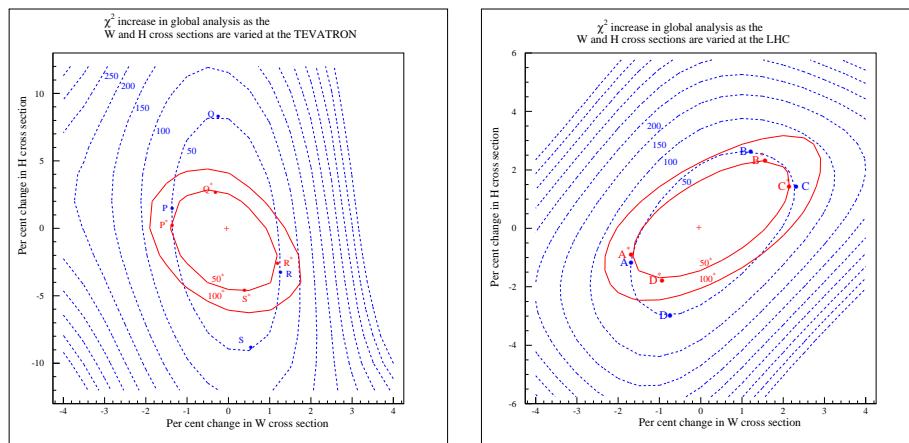 χ² increase in global analysis as the
W and H cross sections are varied at the TEVATRON
Per cent change in H cross section
10
5
0
-5
-10
250
200
150
100
50
Q
P
Q*
P*
R*
R
50*
100*
S*
S
-4
-3
-2
-1
0
1
2
3
4
Per cent change in W cross section
χ² increase in global analysis as the
W and H cross sections are varied at the LHC
Per cent change in H cross section
6
4
2
0
-2
-4
-6
200
150
100
50
B
B*
C*
C
A*
A
50*
100*
D*
D
-4
-3
-2
-1
0
1
2
3
4
Per cent change in W cross section